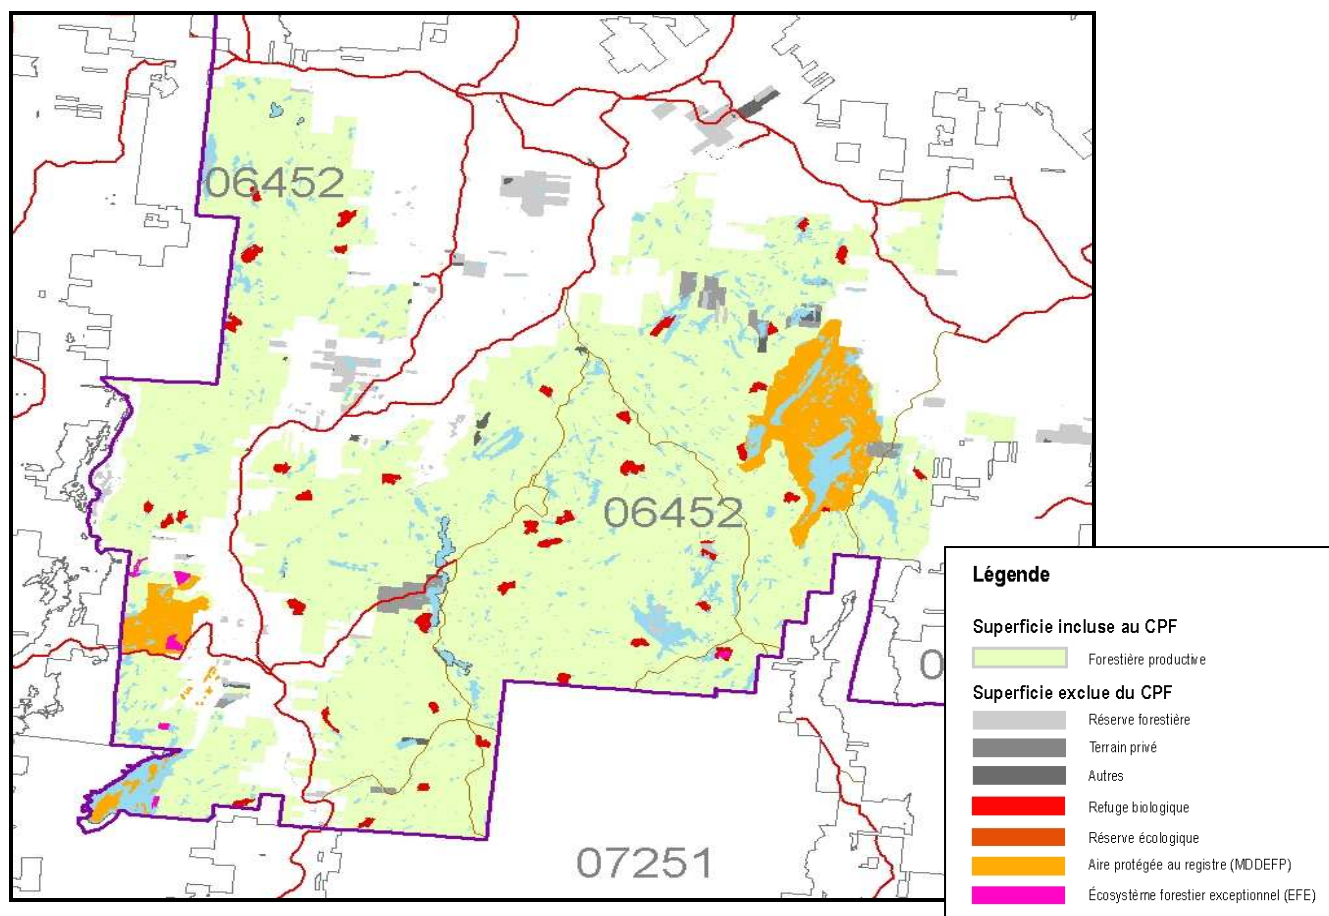 06452
06452
0
07251
Légende
Superficie incluse au CPF
Forestière productive
Superficie exclue du CPF
Réserve forestière
Terrain privé
Autres
Refuge biologique
Réserve écologique
Aire protégée au registre (MDDEFP)
Écosystème forestier exceptionnel (EFE)